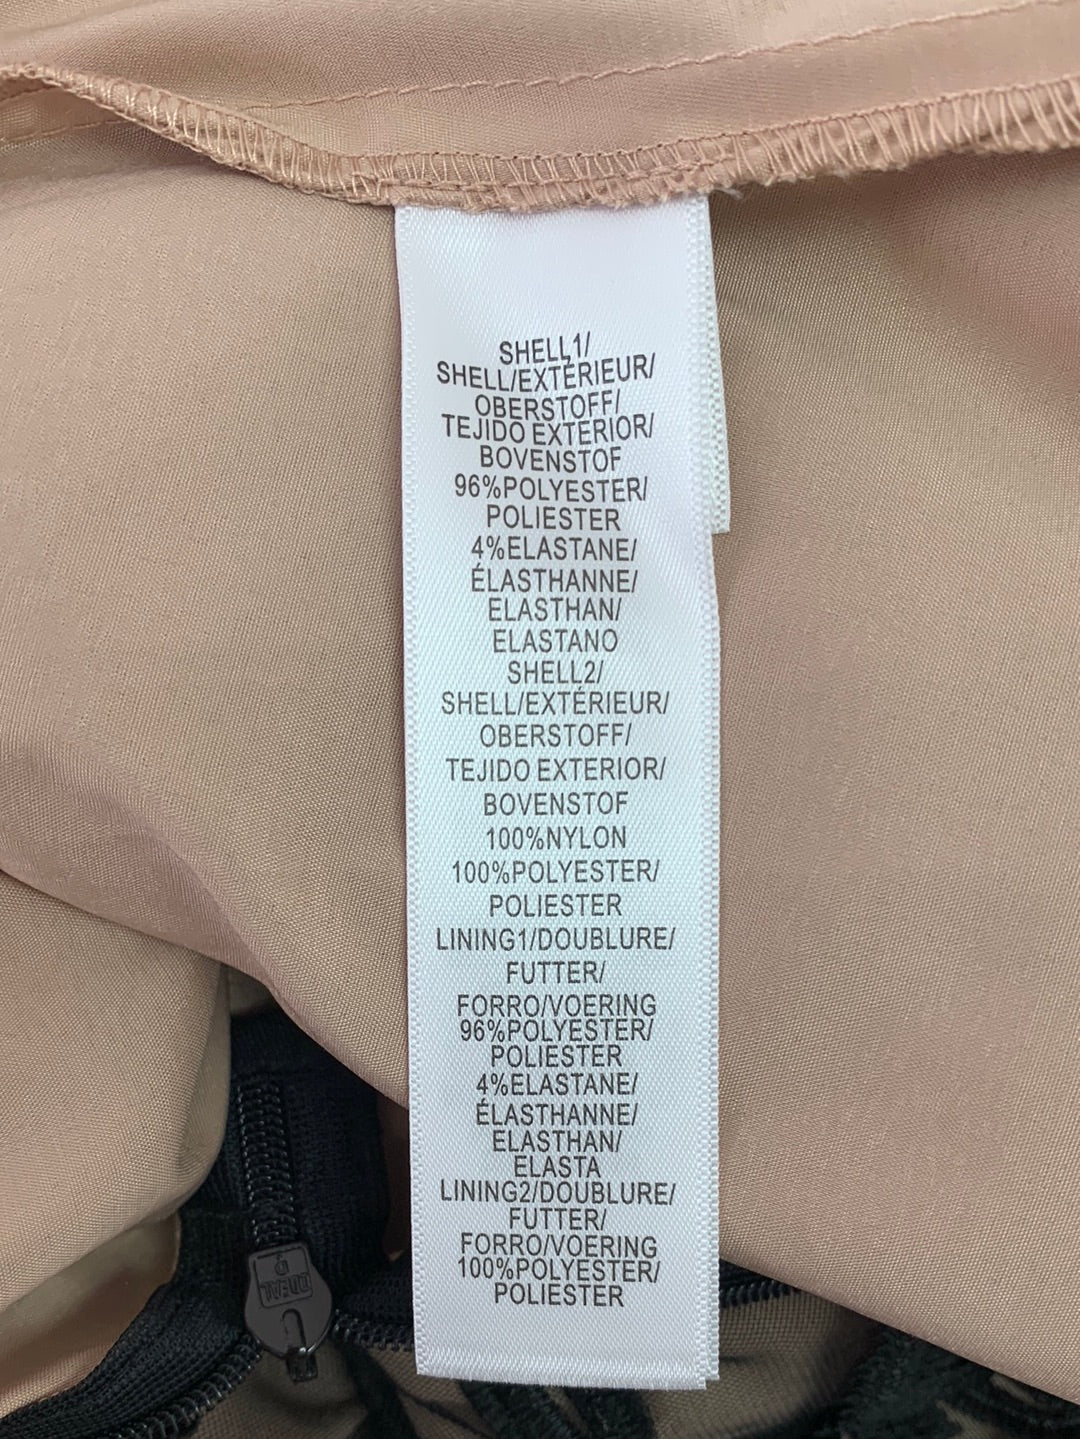 SHELL1/
SHELL/EXTÉRIEUR/
OBERSTOFF/
TEJIDO EXTERIOR/
BOVENSTOF
96%POLYESTER/
POLIESTER
4%ELASTANE/
ÉLASTHANNE/
ELASTHAN/
ELASTANO
SHELL2/
SHELL/EXTÉRIEUR/
OBERSTOFF/
TEJIDO EXTERIOR/
BOVENSTOF
100%NYLON
100%POLYESTER/
POLIESTER
LINING1/DOUBLURE/
FUTTER/
FORRO/VOERING
96%POLYESTER/
POLIESTER
4%ELASTANE/
ÉLASTHANNE/
ELASTHAN/
ELASTA
LINING2/DOUBLURE/
FUTTER/
FORRO/VOERING
100%POLYESTER/
POLIESTER
IDEAL